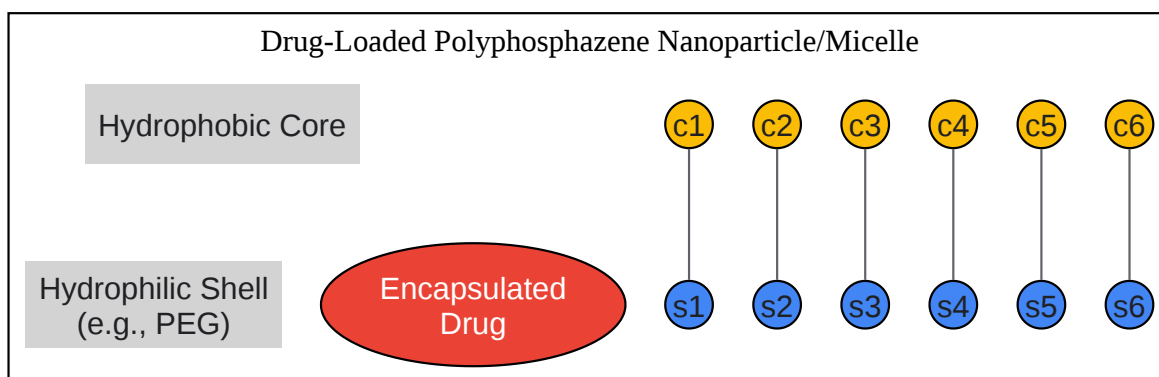 Drug-Loaded Polyphosphazene Nanoparticle/Micelle
Hydrophobic Core
c1 c2 c3 c4 c5 c6
Hydrophilic Shell
(e.g., PEG)
Encapsulated
Drug
s1 s2 s3 s4 s5 s6